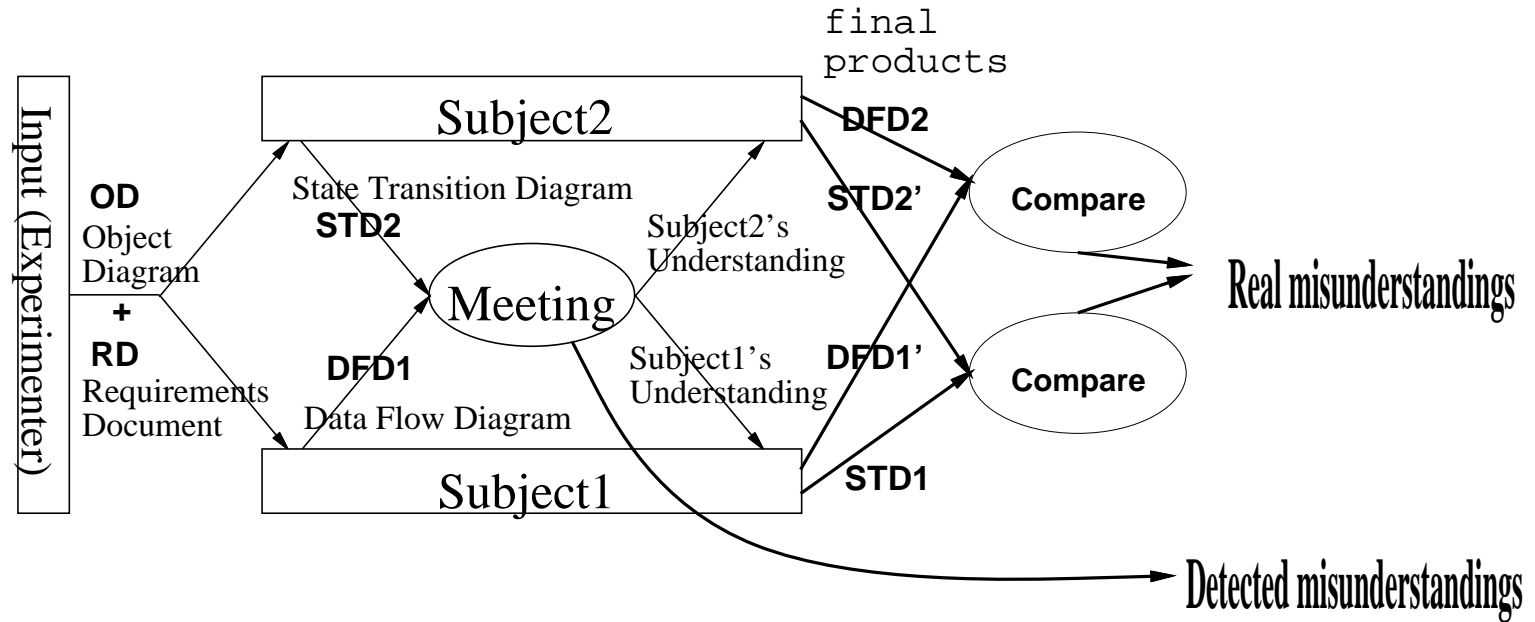 final
products
Input (Experimenter)
Subject2
DFD2
OD
Object
Diagram
+
RD
Requirements
Document
State Transition Diagram
STD2
Meeting
DFD1
Data Flow Diagram
Subject2’s
Understanding
Subject1’s
Understanding
STD2’
DFD1’
Compare
Compare
Real misunderstandings
Subject1
STD1
Detected misunderstandings